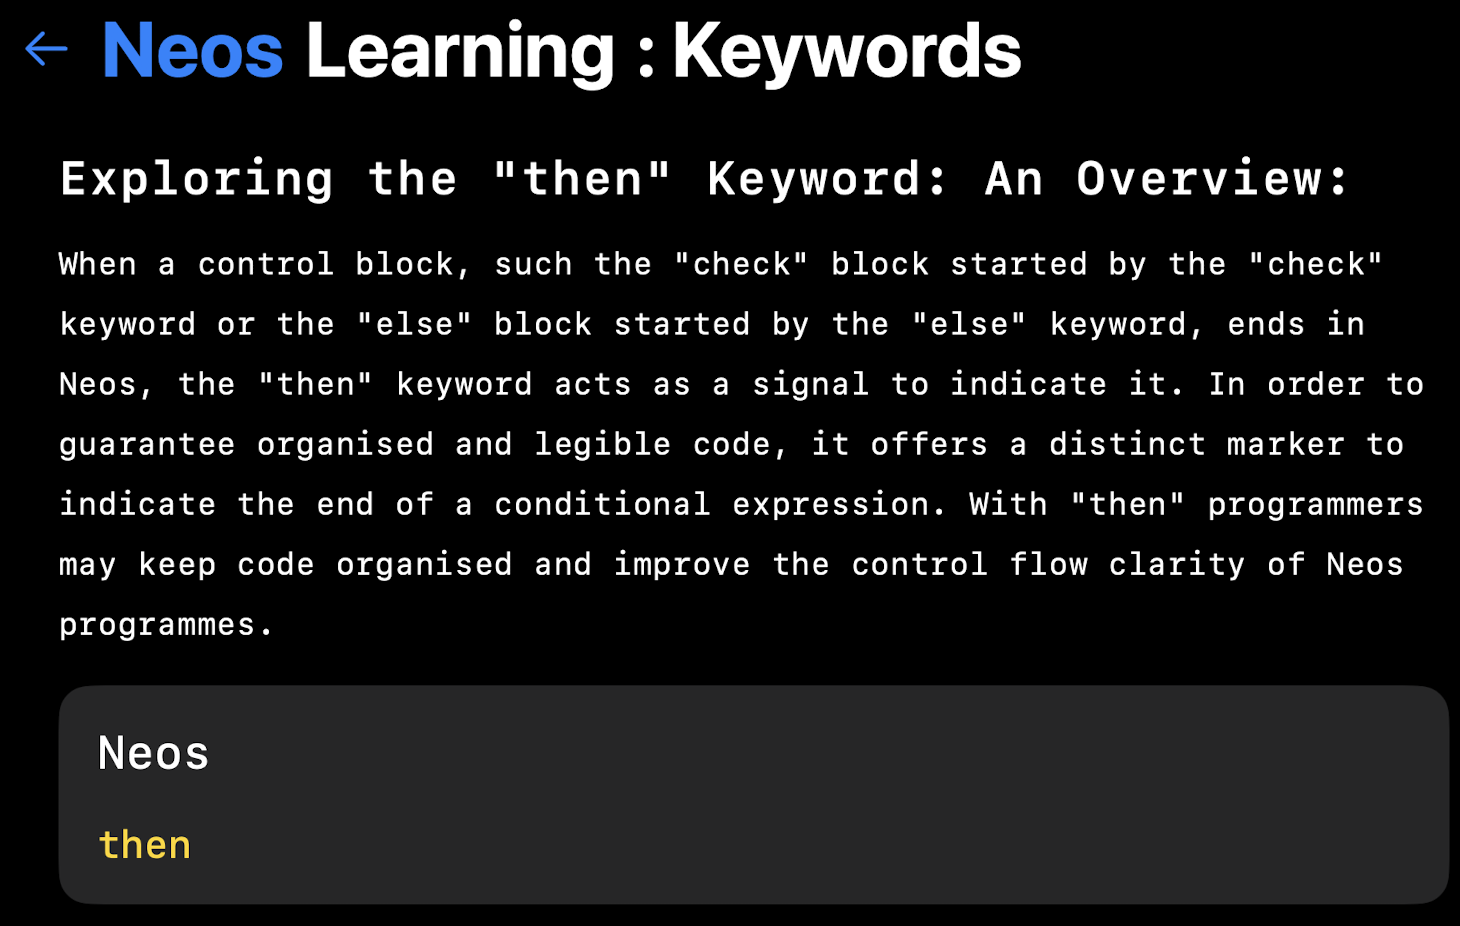 Neos Learning : Keywords
Exploring the "then" Keyword: An Overview:
When a control block, such the "check" block started by the "check"
keyword or the "else" block started by the "else" keyword, ends in
Neos, the "then" keyword acts as a signal to indicate it. In order to
guarantee organised and legible code, it offers a distinct marker to
indicate the end of a conditional expression. With "then" programmers
may keep code organised and improve the control flow clarity of Neos
programmes.
Neos
then